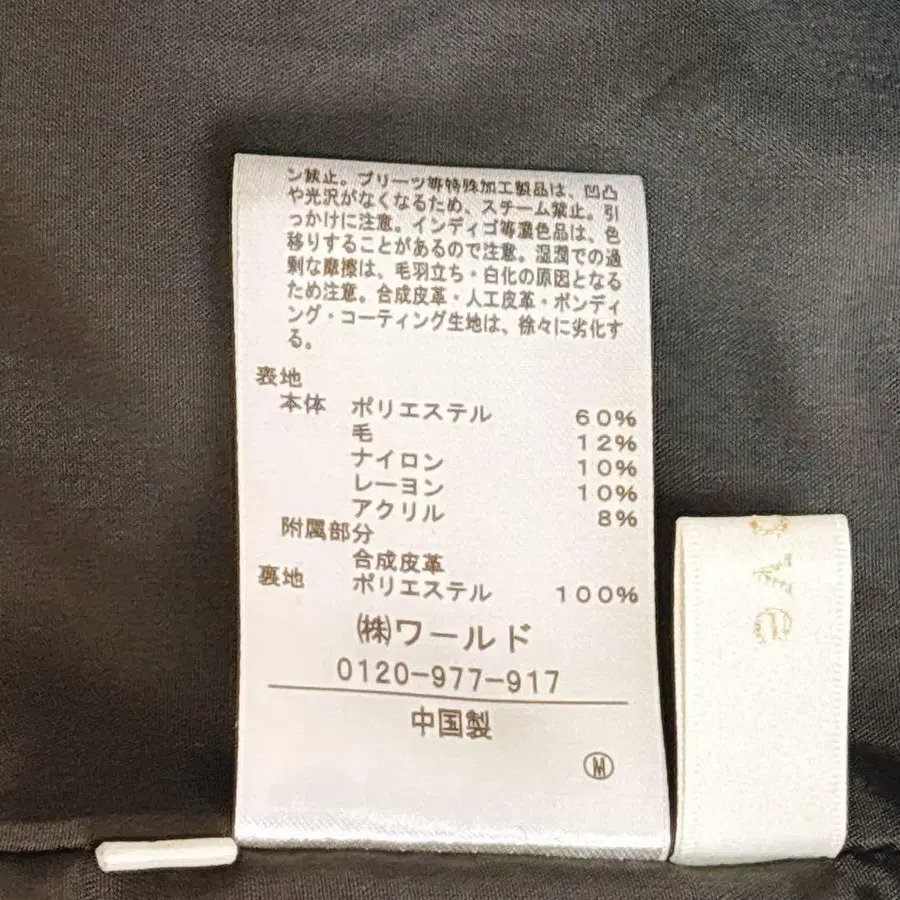 ン禁止。プリーツ等特殊加工製品は、凹凸
や光沢がなくなるため、スチーム禁止。引
っかけに注意。インディゴ等濃色品は、色
移りすることがあるので注意。湿潤での過
剰な摩擦は、毛羽立ち・白化の原因となる
ため注意。合成皮革・人工皮革・ボンディ
ング・コーティング生地は、徐々に劣化す
る。
表地
本体 ポリエステル 60%
毛 12%
ナイロン 10%
レーヨン 10%
アクリル 8%
附属部分
合成皮革
裏地 ポリエステル 100%
㈱ワールド
0120-977-917
中国製
Ⓜ